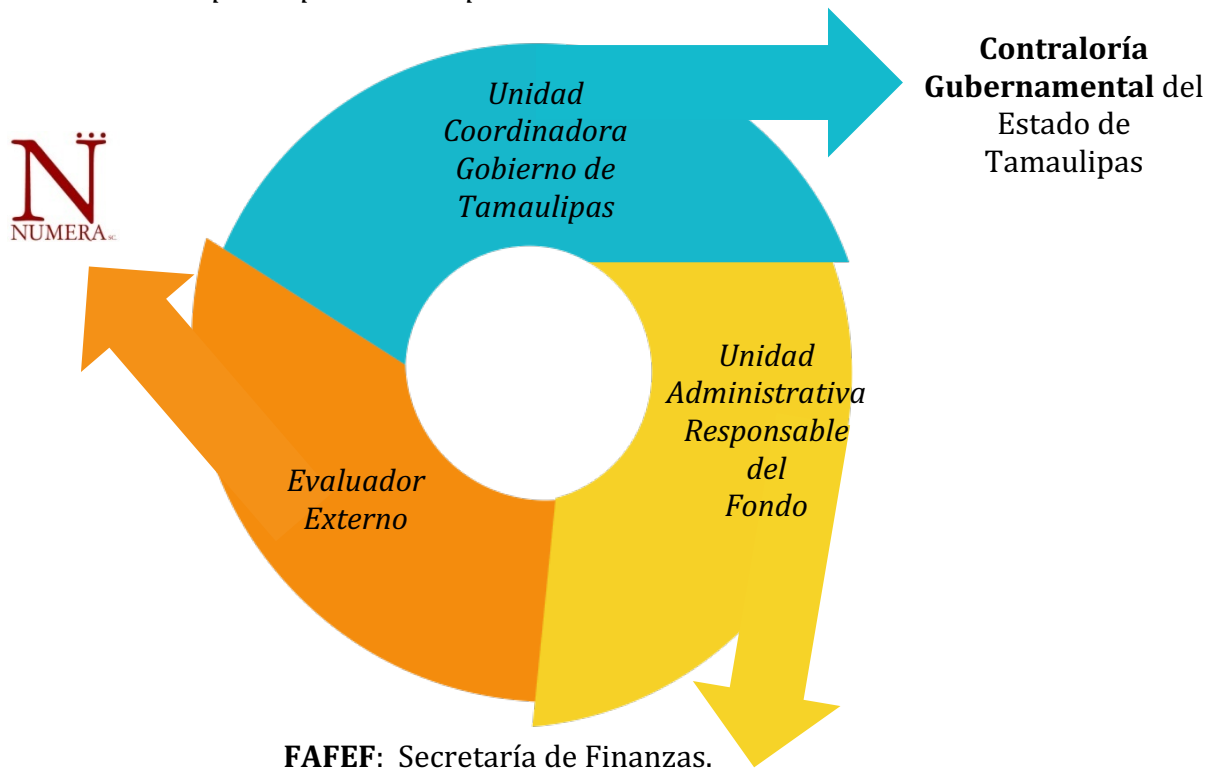 Unidad
Coordinadora
Gobierno de
Tamaulipas
Contraloría
Gubernamental del
Estado de
Tamaulipas
N
NUMERA SC.
Unidad
Administrativa
Responsable
del
Fondo
Evaluador
Externo
FAFEF: Secretaría de Finanzas.